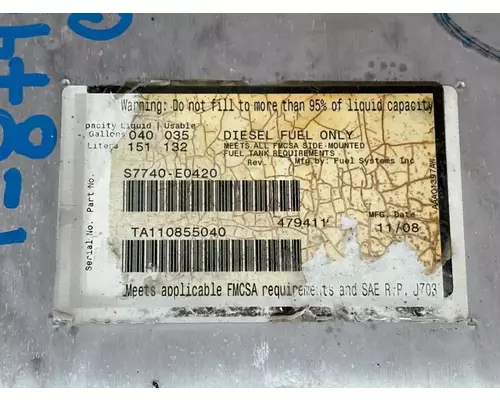 Warning: Do not fill to more than 95% of liquid capacity
pacity Liquid / Usable
Gallons 040 035
Liters 151 132
DIESEL FUEL ONLY
MEETS ALL FMCSA SIDE-MOUNTED
FUEL TANK REQUIREMENTS
Rev. Mfg by: Fuel Systems Inc
Part No.
S7740-E0420
479411
MFG. Date
11/08
Serial No.
TA110855040
Meets applicable FMCSA requirements and SAE R.P. J703